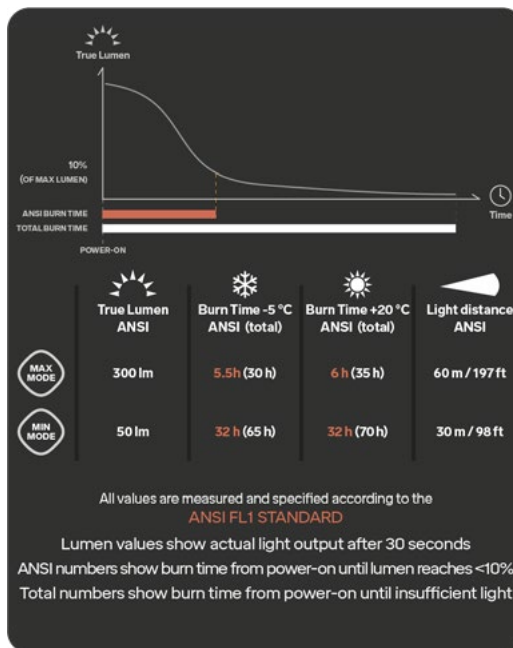 True Lumen
10%
(OF MAX LUMEN)
ANSI BURN TIME
TOTAL BURN TIME
Time
POWER-ON
True Lumen
ANSI
Burn Time -5 °C
ANSI (total)
Burn Time +20 °C
ANSI (total)
Light distance
ANSI
MAX
MODE
300 lm
5.5h (30 h)
6 h (35 h)
60 m / 197 ft
MIN
MODE
50 lm
32 h (65 h)
32 h (70 h)
30 m / 98 ft
All values are measured and specified according to the
ANSI FL1 STANDARD
Lumen values show actual light output after 30 seconds
ANSI numbers show burn time from power-on until lumen reaches <10%
Total numbers show burn time from power-on until insufficient light